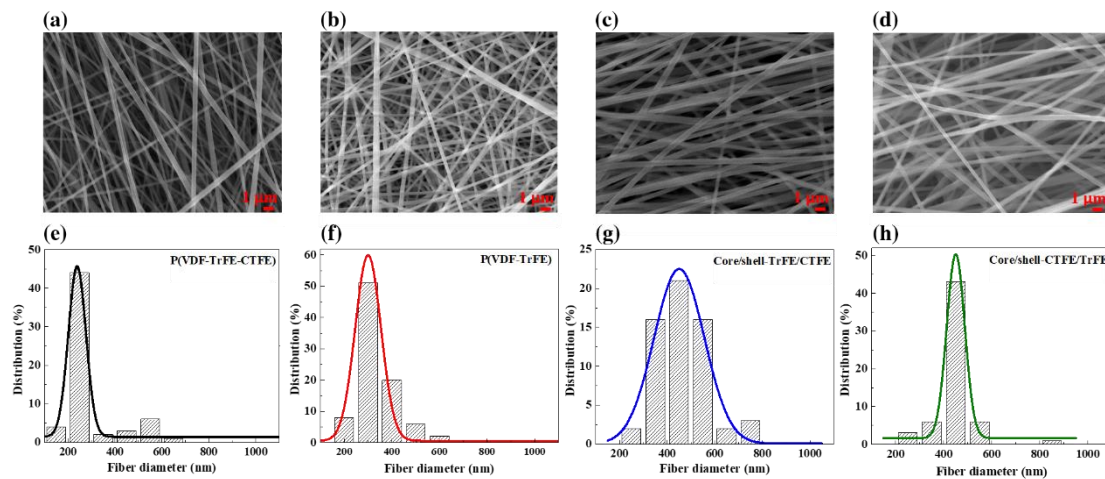 (a) (b) (c) (d)
1 μm 1 μm 1 μm 1 μm
(e) (f) (g) (h)
P(VDF-TrFE-CTFE)
50
40
30
20
10
0
Distribution (%)
200 400 600 800 1000
Fiber diameter (nm)
P(VDF-TrFE)
60
50
40
30
20
10
0
Distribution (%)
200 400 600 800 1000
Fiber diameter (nm)
Core/shell-TrFE/CTFE
25
20
15
10
5
0
Distribution (%)
200 400 600 800 1000
Fiber diameter (nm)
Core/shell-CTFE/TrFE
50
40
30
20
10
0
Distribution (%)
200 400 600 800 1000
Fiber diameter (nm)